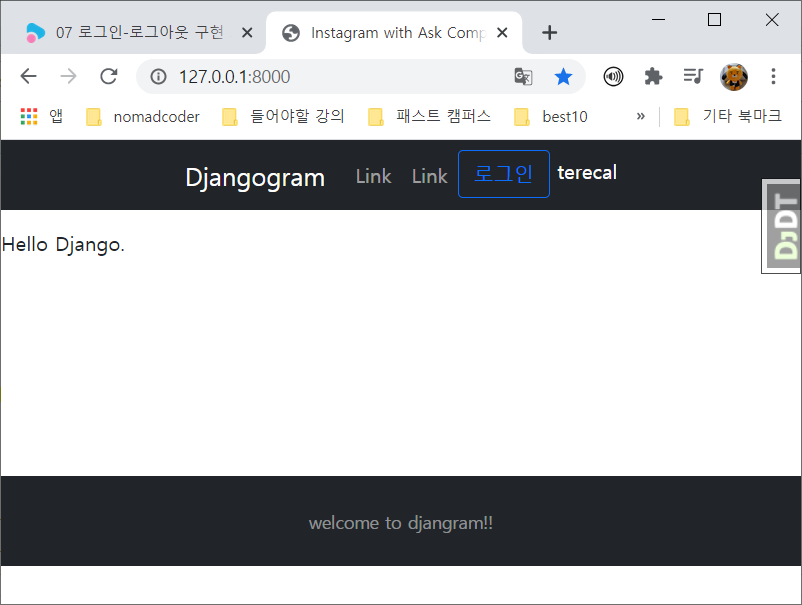 07 로그인-로그아웃 구현
Instagram with Ask Comp
127.0.0.1:8000
앱 nomadcoder 들어야할 강의 패스트 캠퍼스 best10 » 기타 북마크
Djangogram Link Link 로그인 terecal
DJDT
Hello Django.
welcome to djangram!!